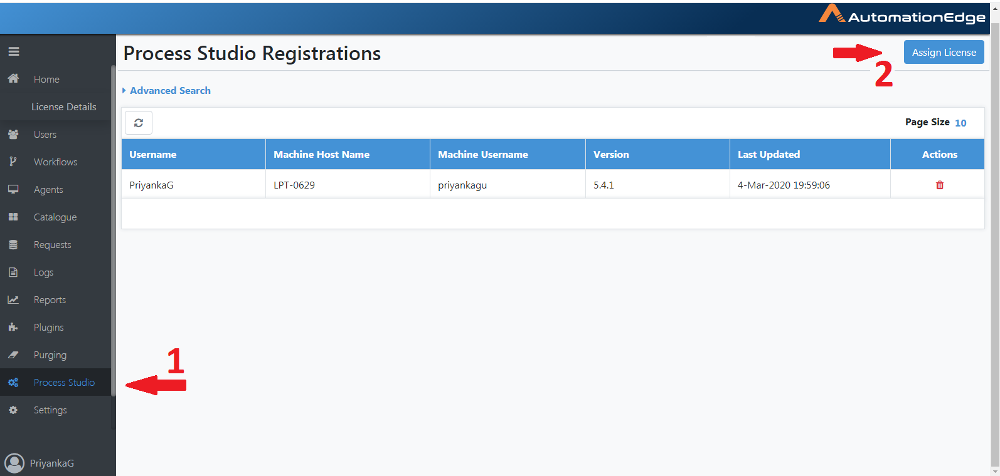 AutomationEdge
Process Studio Registrations
Assign License
2
Home
Advanced Search
License Details
Page Size 10
Users
Username Machine Host Name Machine Username Version Last Updated Actions
Workflows
PriyankaG LPT-0629 priyankagu 5.4.1 4-Mar-2020 19:59:06
Agents
Catalogue
Requests
Logs
Reports
Plugins
Purging
1
Process Studio
Settings
PriyankaG